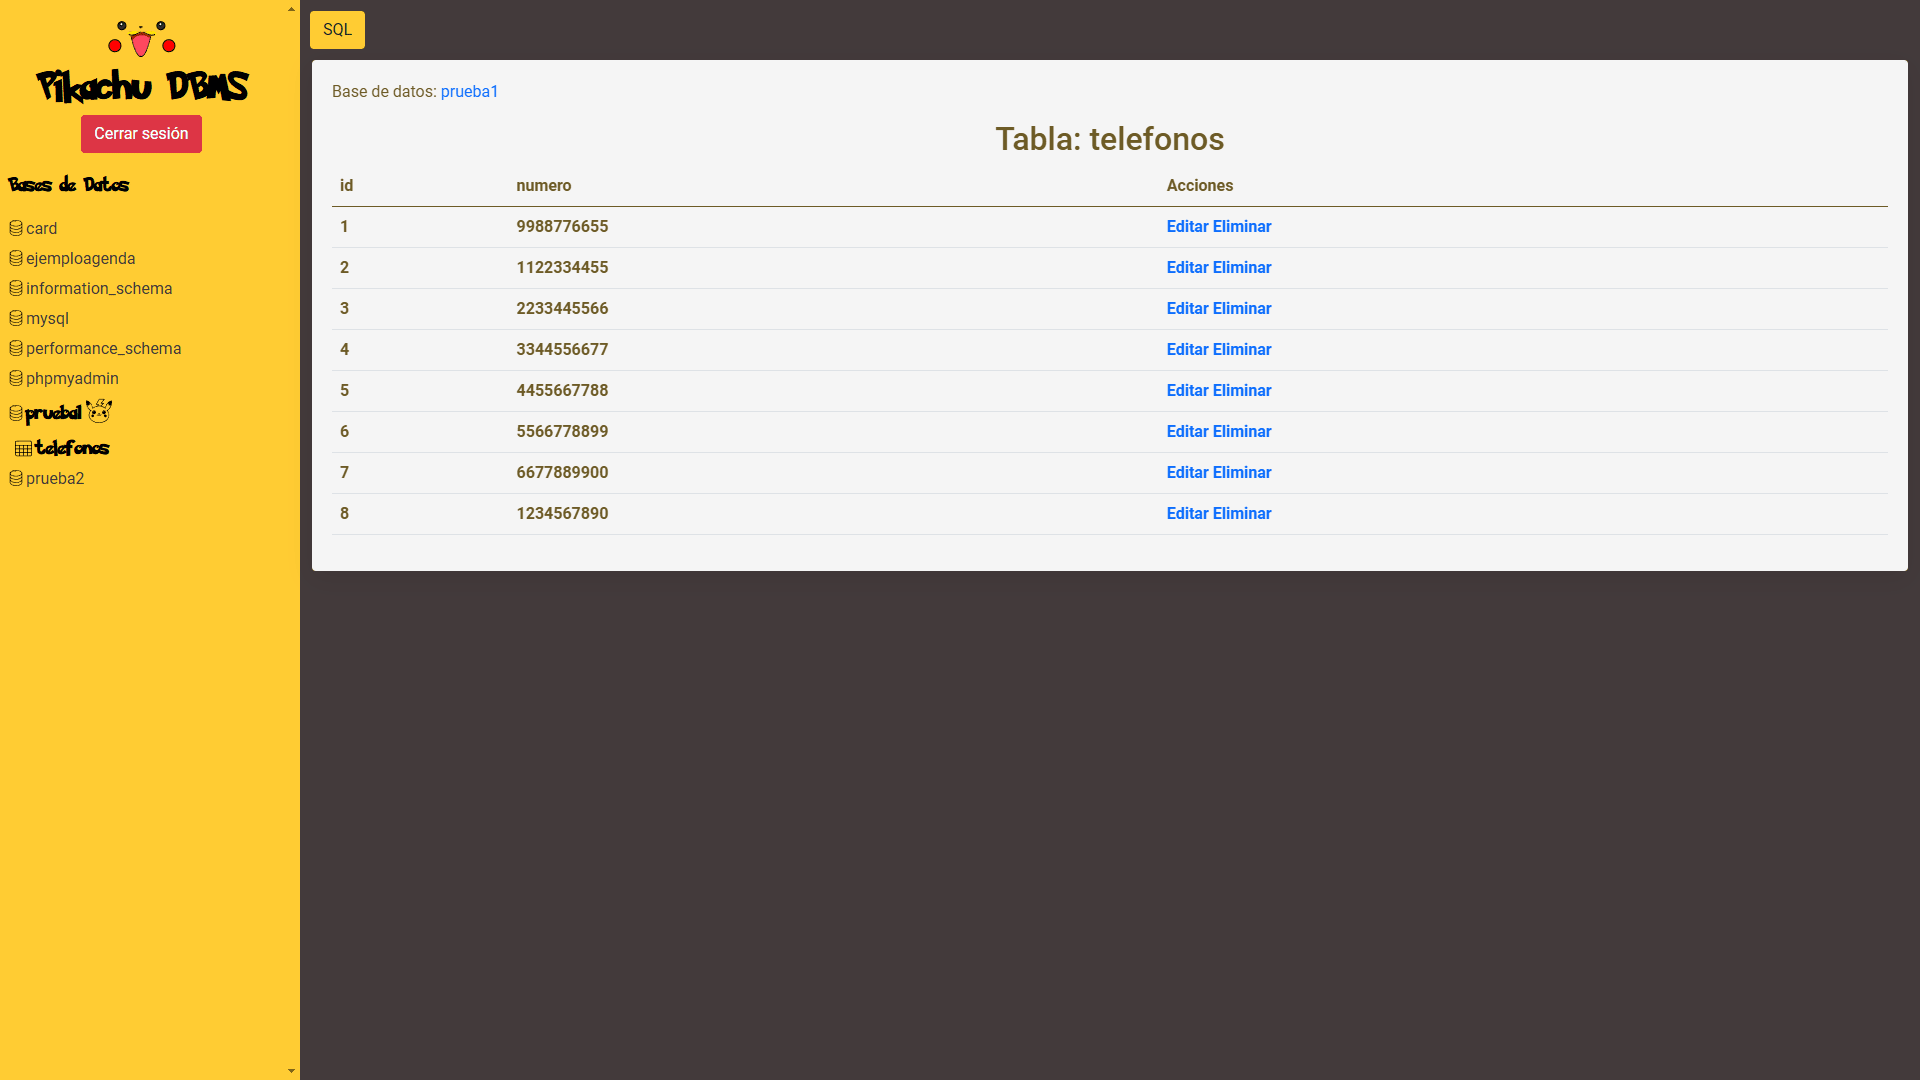 Pikachu DBMS
Cerrar sesión
Bases de Datos
card
ejemploagenda
information_schema
mysql
performance_schema
phpmyadmin
prueba1
telefonos
prueba2
SQL
Base de datos: prueba1
Tabla: telefonos
id numero Acciones
1 9988776655 Editar Eliminar
2 1122334455 Editar Eliminar
3 2233445566 Editar Eliminar
4 3344556677 Editar Eliminar
5 4455667788 Editar Eliminar
6 5566778899 Editar Eliminar
7 6677889900 Editar Eliminar
8 1234567890 Editar Eliminar